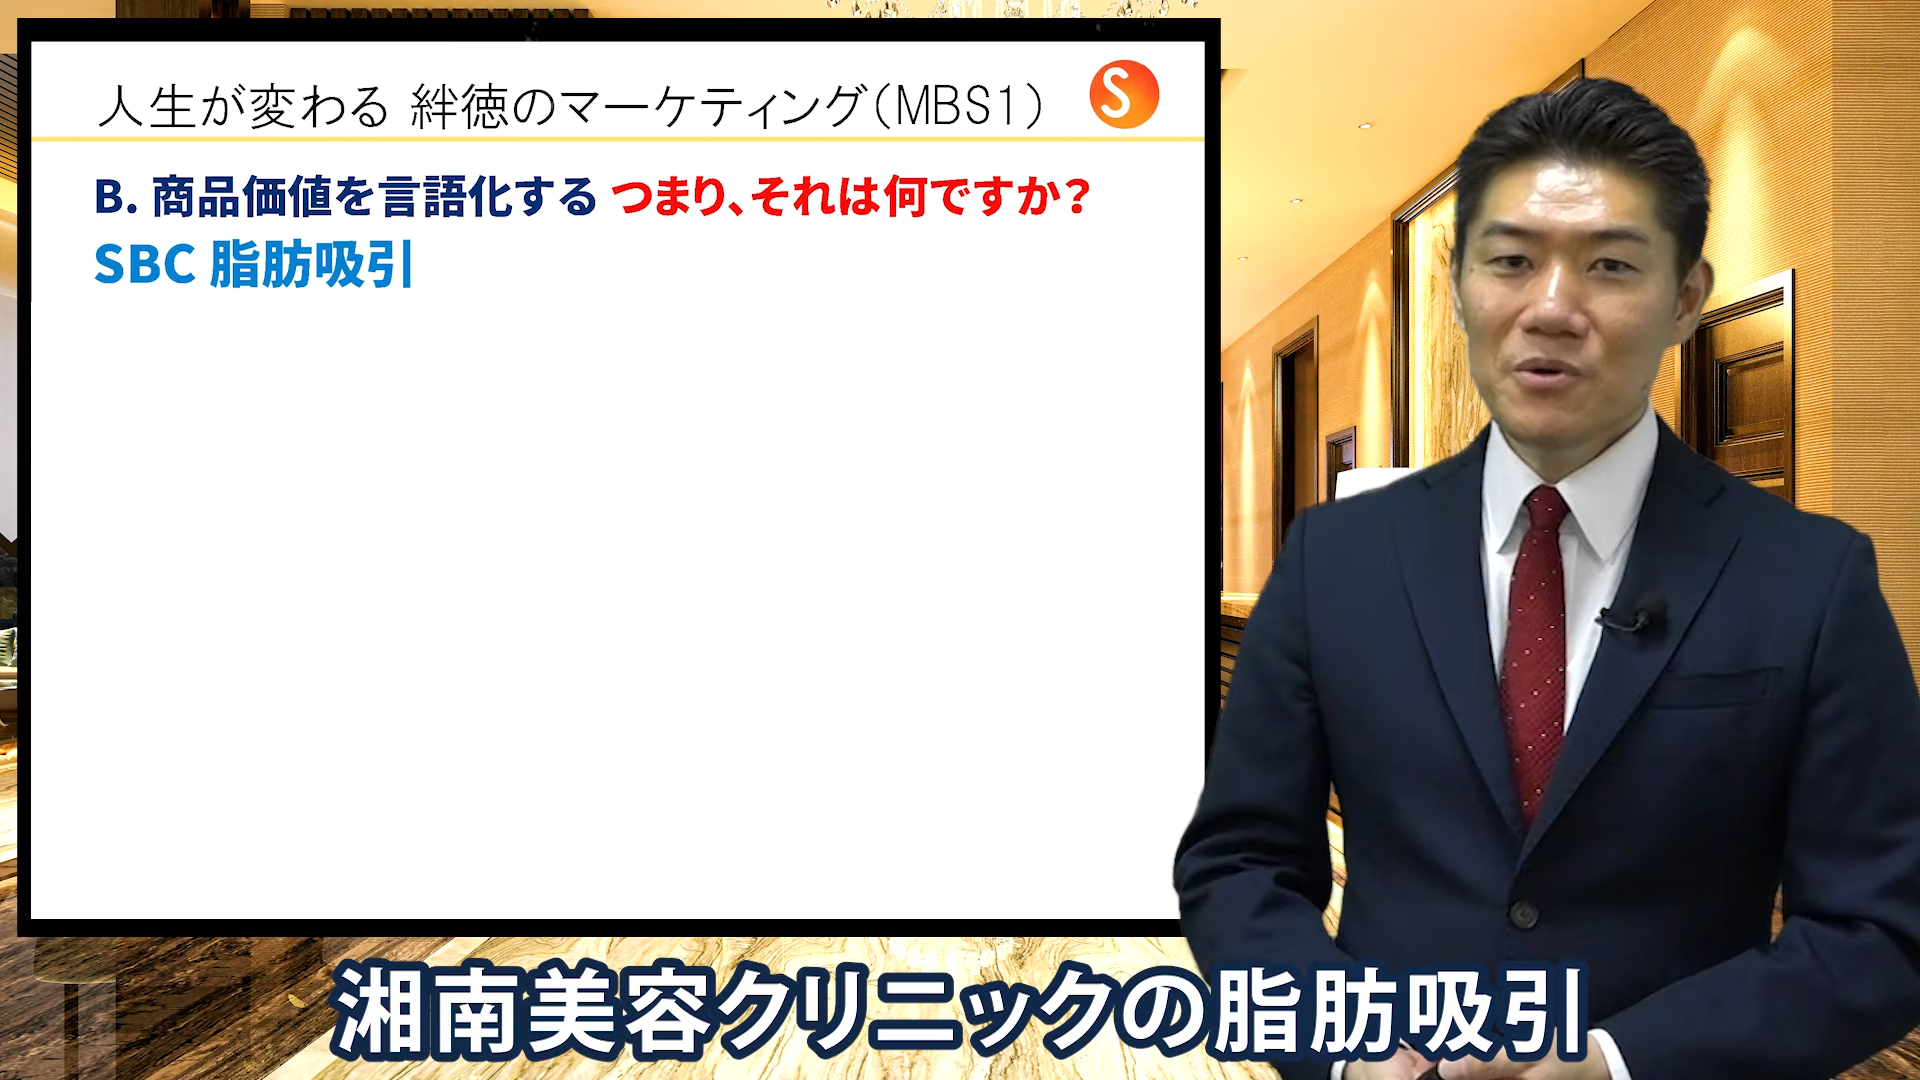 人生が変わる 絆徳のマーケティング（MBS1）
S
B. 商品価値を言語化する つまり、それは何ですか？
SBC 脂肪吸引
湘南美容クリニックの脂肪吸引